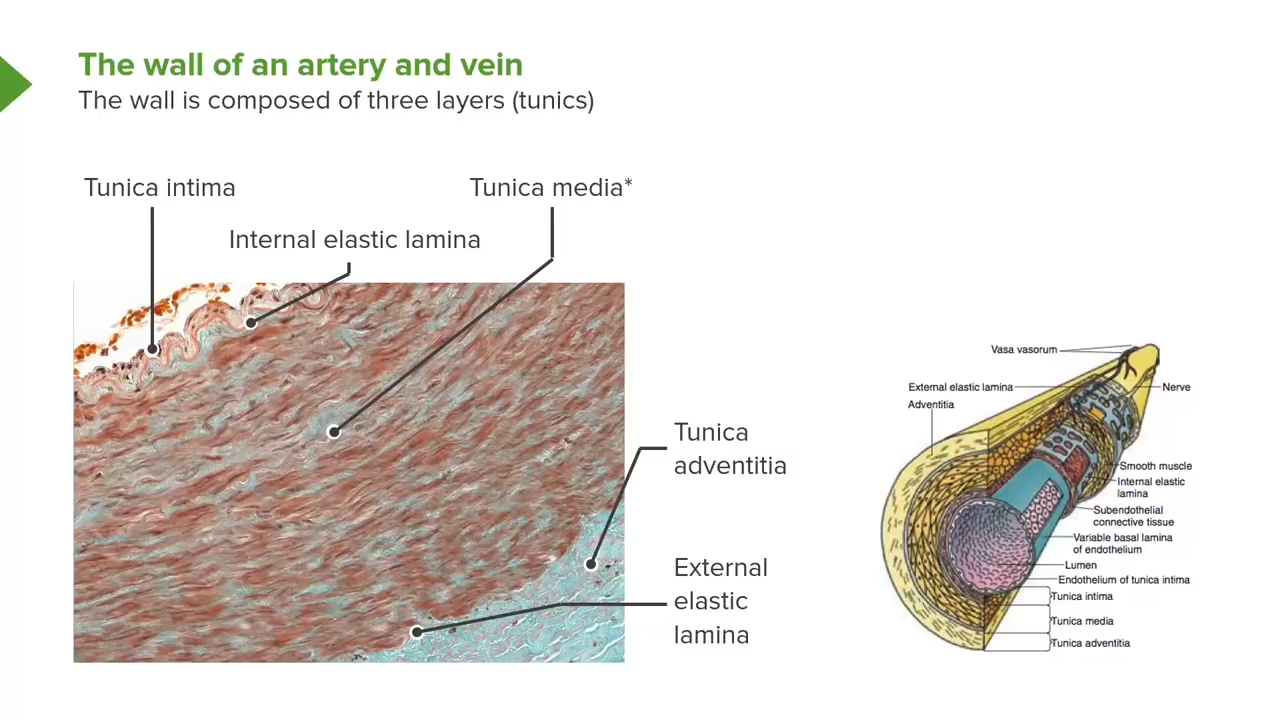 The wall of an artery and vein
The wall is composed of three layers (tunics)
Tunica intima
Tunica media*
Internal elastic lamina
Tunica
adventitia
External
elastic
lamina
Vasa vasorum
External elastic lamina
Nerve
Adventitia
Smooth muscle
Internal elastic
lamina
Subendothelial
connective tissue
Variable basal lamina
of endothelium
Lumen
Endothelium of tunica intima
Tunica intima
Tunica media
Tunica adventitia